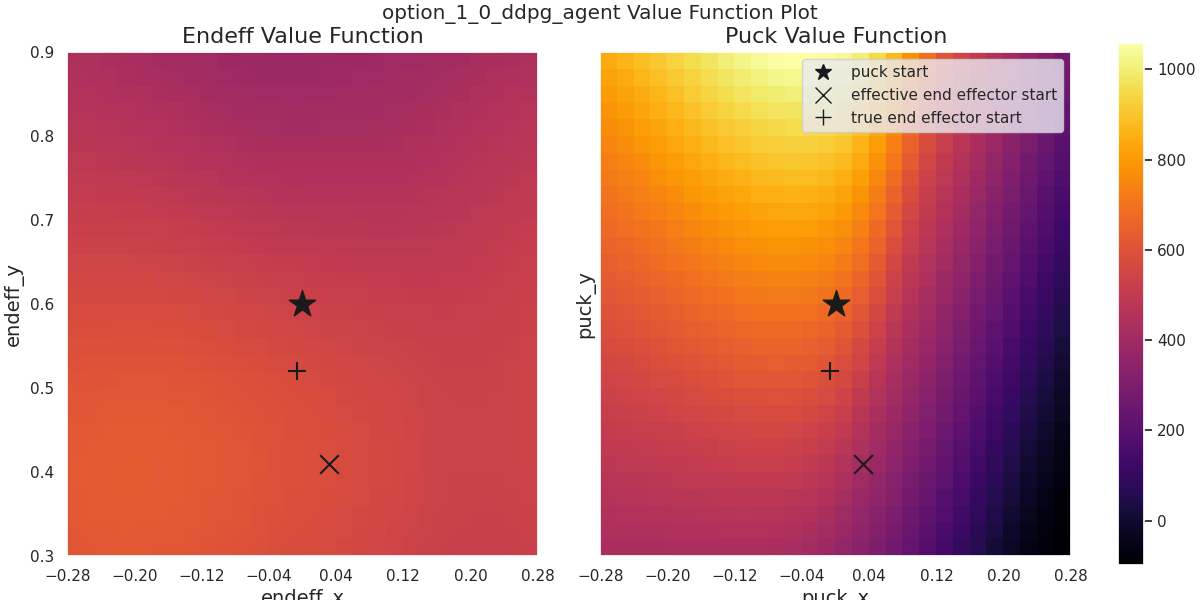 option_1_0_ddpg_agent Value Function Plot
Endeff Value Function
Puck Value Function
puck start
effective end effector start
true end effector start
0.9
0.8
0.7
0.6
0.5
0.4
0.3
endeff_y
−0.28 −0.20 −0.12 −0.04 0.04 0.12 0.20 0.28
endeff_x
puck_y
−0.28 −0.20 −0.12 −0.04 0.04 0.12 0.20 0.28
puck_x
1000
800
600
400
200
0